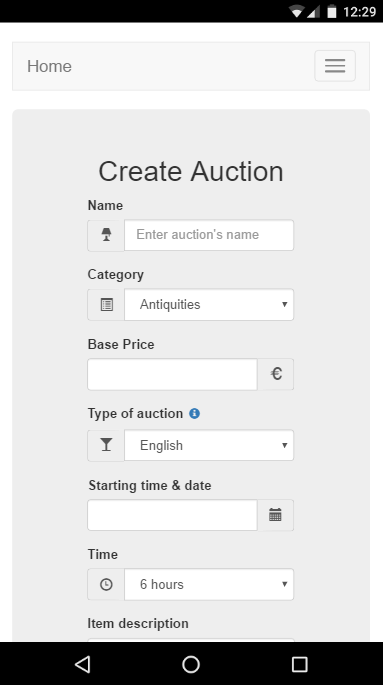 12:29
Home
Create Auction
Name
Enter auction's name
Category
Antiquities
Base Price
€
Type of auction
English
Starting time & date
Time
6 hours
Item description